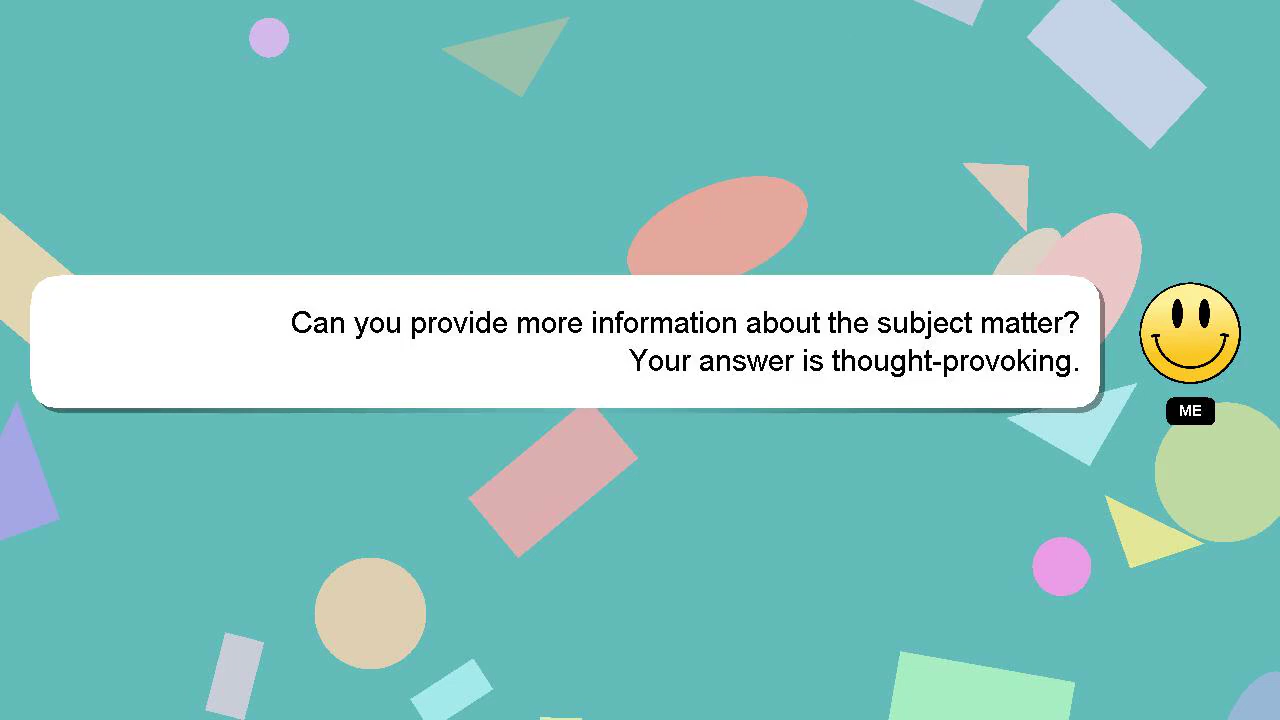 Can you provide more information about the subject matter?
Your answer is thought-provoking.
ME